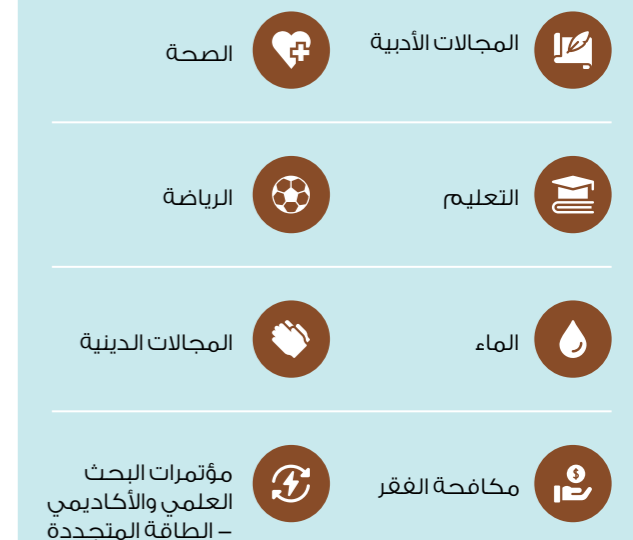 المجالات الأدبية
الصحة
التعليم
الرياضة
الماء
المجالات الدينية
مكافحة الفقر
مؤتمرات البحث
العلمي والأكاديمي
– الطاقة المتجددة